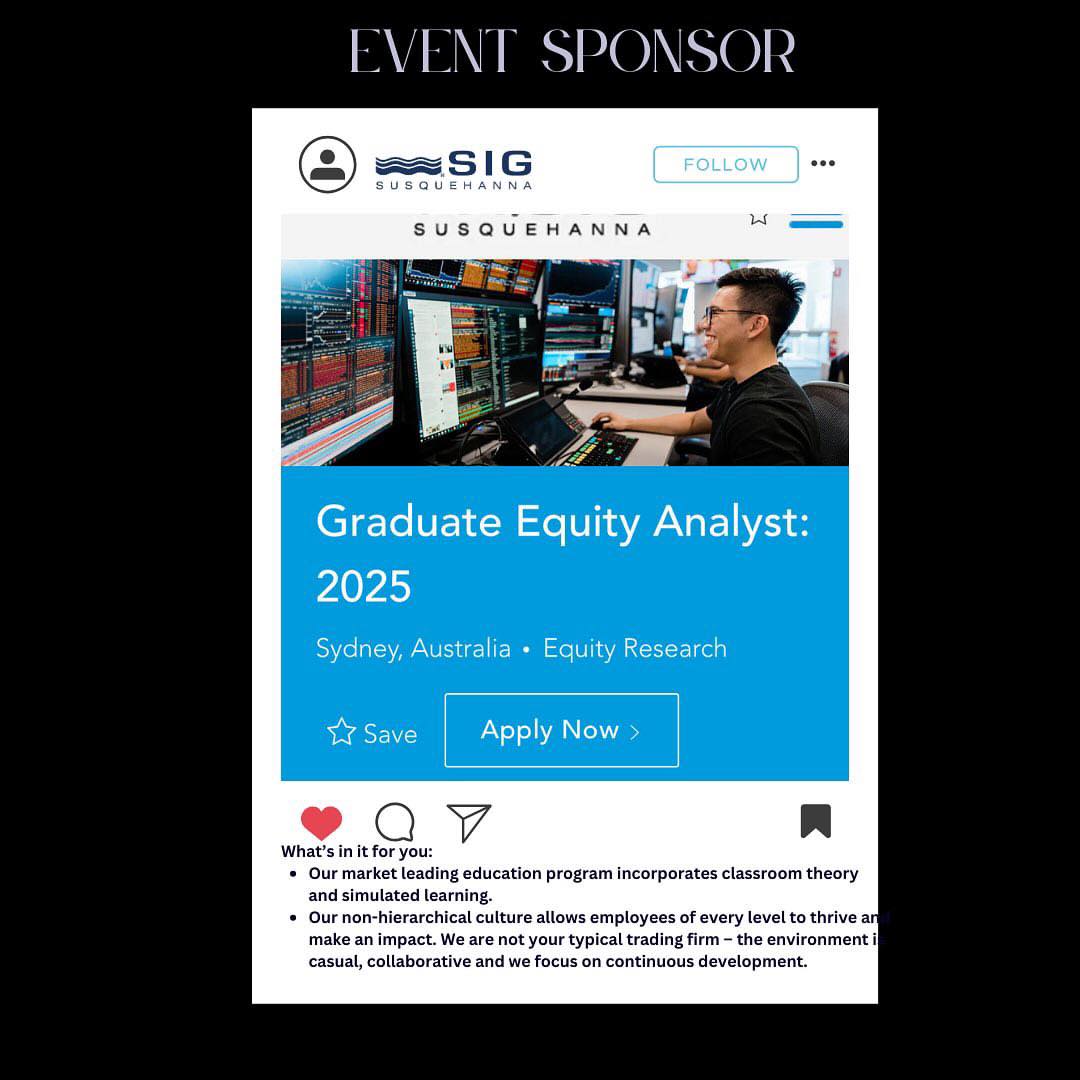 EVENT SPONSOR
SIG
SUSQUEHANNA
FOLLOW
SUSQUEHANNA
Graduate Equity Analyst:
2025
Sydney, Australia • Equity Research
Save
Apply Now >
What's in it for you:
• Our market leading education program incorporates classroom theory
and simulated learning.
• Our non-hierarchical culture allows employees of every level to thrive and
make an impact. We are not your typical trading firm – the environment is
casual, collaborative and we focus on continuous development.